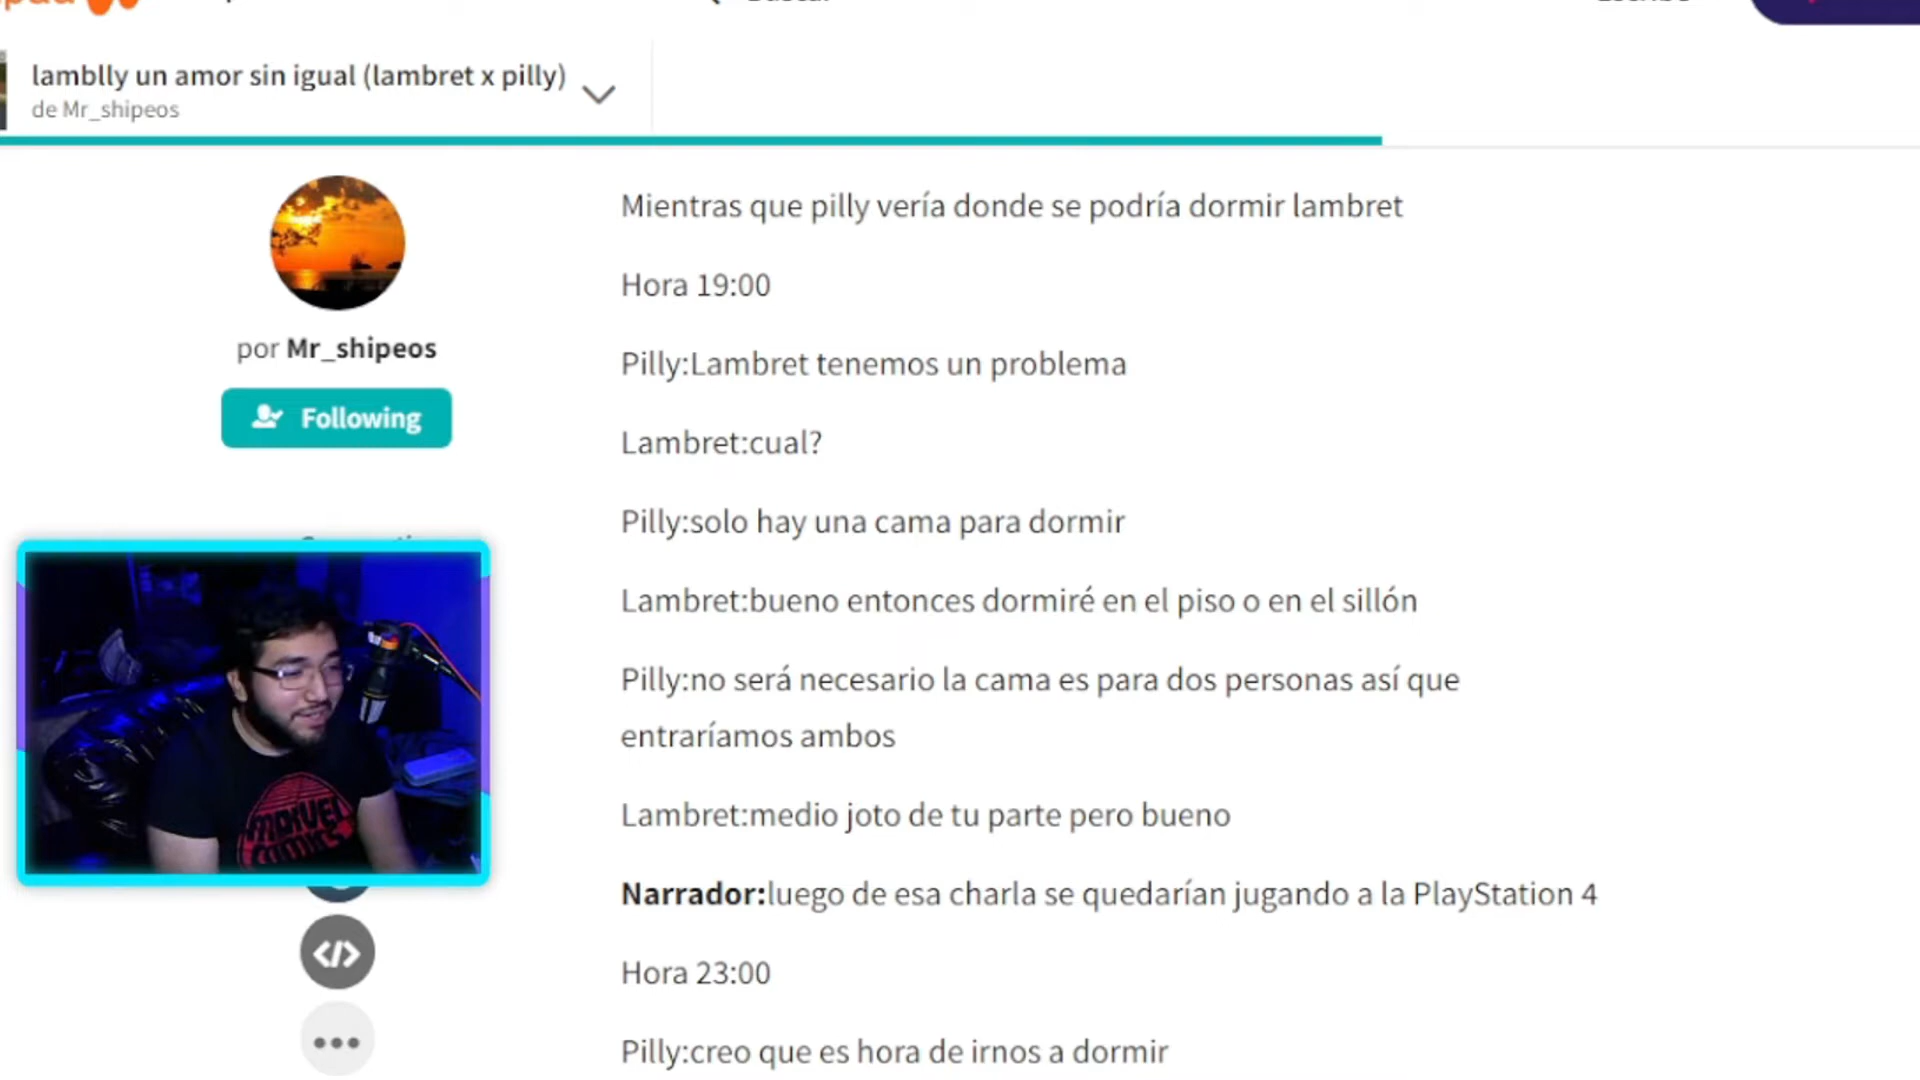 lamblly un amor sin igual (lambret x pilly)
de Mr_shipeos
por Mr_shipeos
Following
Mientras que pilly vería donde se podría dormir lambret
Hora 19:00
Pilly:Lambret tenemos un problema
Lambret:cual?
Pilly:solo hay una cama para dormir
Lambret:bueno entonces dormiré en el piso o en el sillón
Pilly:no será necesario la cama es para dos personas así que
entraríamos ambos
Lambret:medio joto de tu parte pero bueno
Narrador:luego de esa charla se quedarían jugando a la PlayStation 4
Hora 23:00
Pilly:creo que es hora de irnos a dormir
MARVEL
COMICS